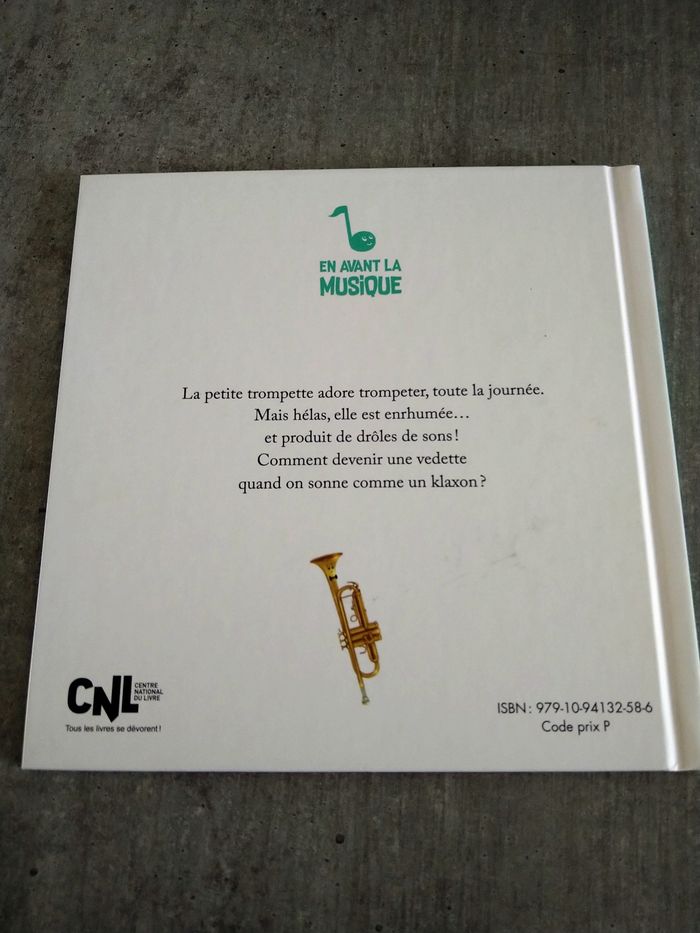 EN AVANT LA
MUSiQUE
La petite trompette adore trompeter, toute la journée.
Mais hélas, elle est enrhumée…
et produit de drôles de sons !
Comment devenir une vedette
quand on sonne comme un klaxon ?
CNL CENTRE
NATIONAL
DU LIVRE
Tous les livres se dévorent !
ISBN : 979-10-94132-58-6
Code prix P